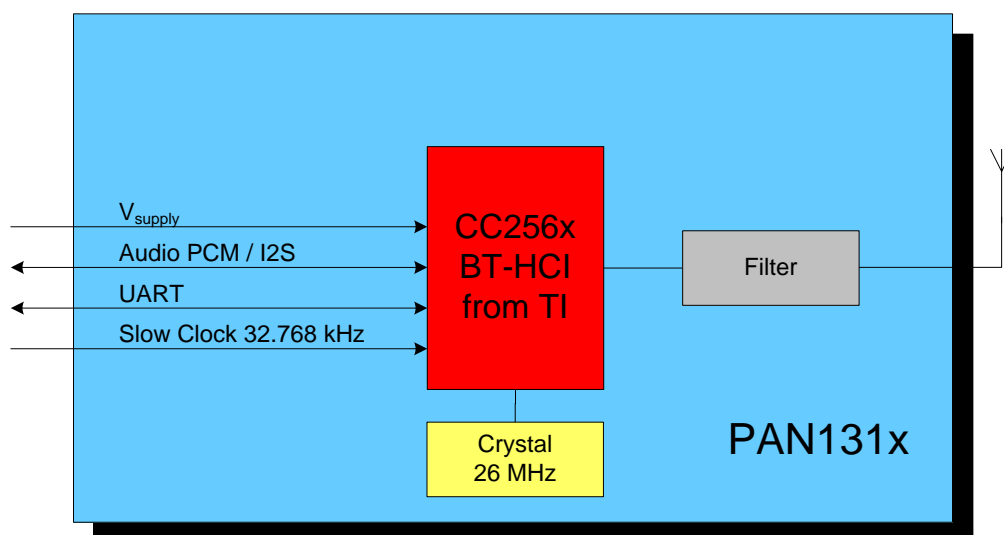 V_supply
Audio PCM / I2S
UART
Slow Clock 32.768 kHz
CC256x
BT-HCI
from TI
Filter
Crystal
26 MHz
PAN131x